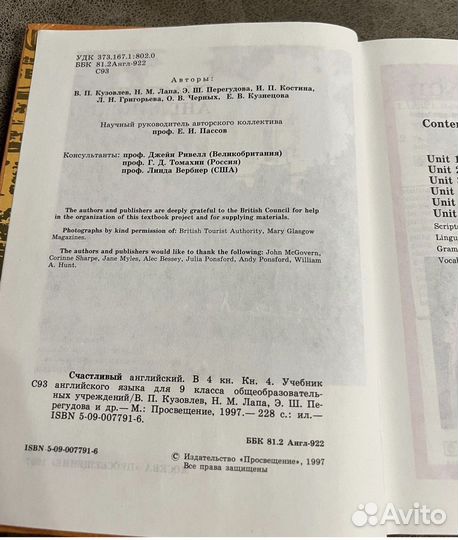 УДК 373.167.1:802.0
ББК 81.2Англ-922
С93
Авторы:
В. П. Кузовлев, Н. М. Лапа, Э. Ш. Перегудова, И. П. Костина,
Л. Н. Григорьева, О. В. Черных, Е. В. Кузнецова
Научный руководитель авторского коллектива
проф. Е. И. Пассов
Консультанты: проф. Джейн Ривелл (Великобритания)
проф. Г. Д. Томахин (Россия)
проф. Линда Вербнер (США)
The authors and publishers are deeply grateful to the British Council for help
in the organization of this textbook project and for supplying materials.
Photographs by kind permission of: British Tourist Authority, Mary Glasgow
Magazines.
The authors and publishers would like to thank the following: John McGovern,
Corinne Sharpe, Jane Myles, Alec Bessey, Julia Ponsford, Andy Ponsford, William
A. Hunt.
Счастливый английский. В 4 кн. Кн. 4. Учебник
С93 английского языка для 9 класса общеобразователь-
ных учреждений/В. П. Кузовлев, Н. М. Лапа, Э. Ш. Пе-
регудова и др.— М.: Просвещение, 1997.— 228 с.: ил.—
ISBN 5-09-007791-6.
ББК 81.2 Англ-922
ISBN 5-09-007791-6
© Издательство «Просвещение», 1997
Все права защищены
Conten
Unit 1
Unit 2
Unit 3
Unit
Unit
Unit
Scripts
Lingu
Gram
Vocab
Avito